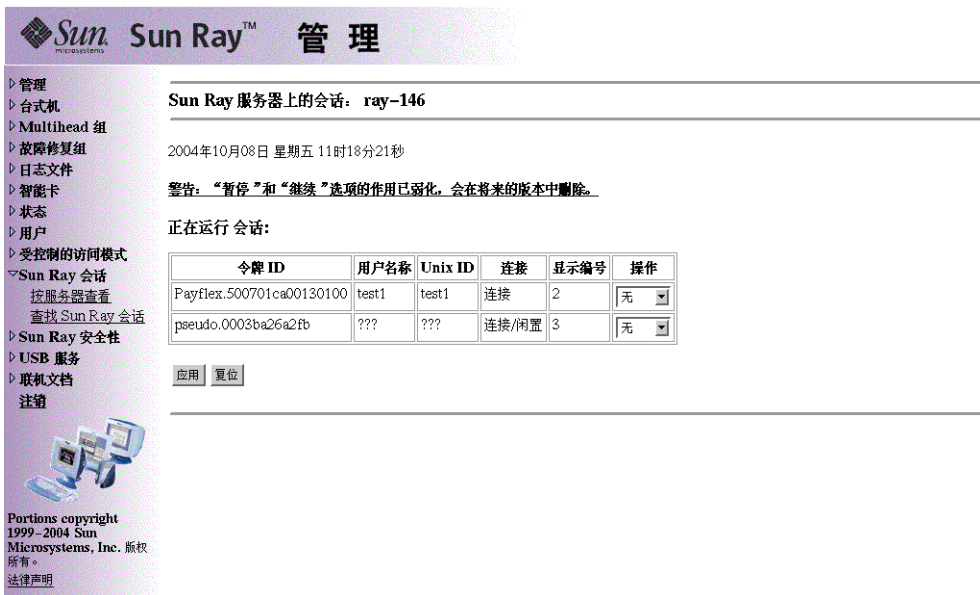 Sun microsystems Sun Ray™ 管 理
管理
台式机
Multihead 组
故障修复组
日志文件
智能卡
状态
用户
受控制的访问模式
Sun Ray 会话
按服务器查看
查找 Sun Ray 会话
Sun Ray 安全性
USB 服务
联机文档
注销
Portions copyright
1999-2004 Sun
Microsystems, Inc. 版权
所有。
法律声明
Sun Ray 服务器上的会话： ray-146
2004年10月08日 星期五 11时18分21秒
警告：“暂停”和“继续”选项的作用已弱化，会在将来的版本中删除。
正在运行 会话:
令牌 ID 用户名称 Unix ID 连接 显示编号 操作
Payflex.500701ca00130100 test1 test1 连接 2 无
pseudo.0003ba26a2fb ??? ??? 连接/闲置 3 无
应用 复位